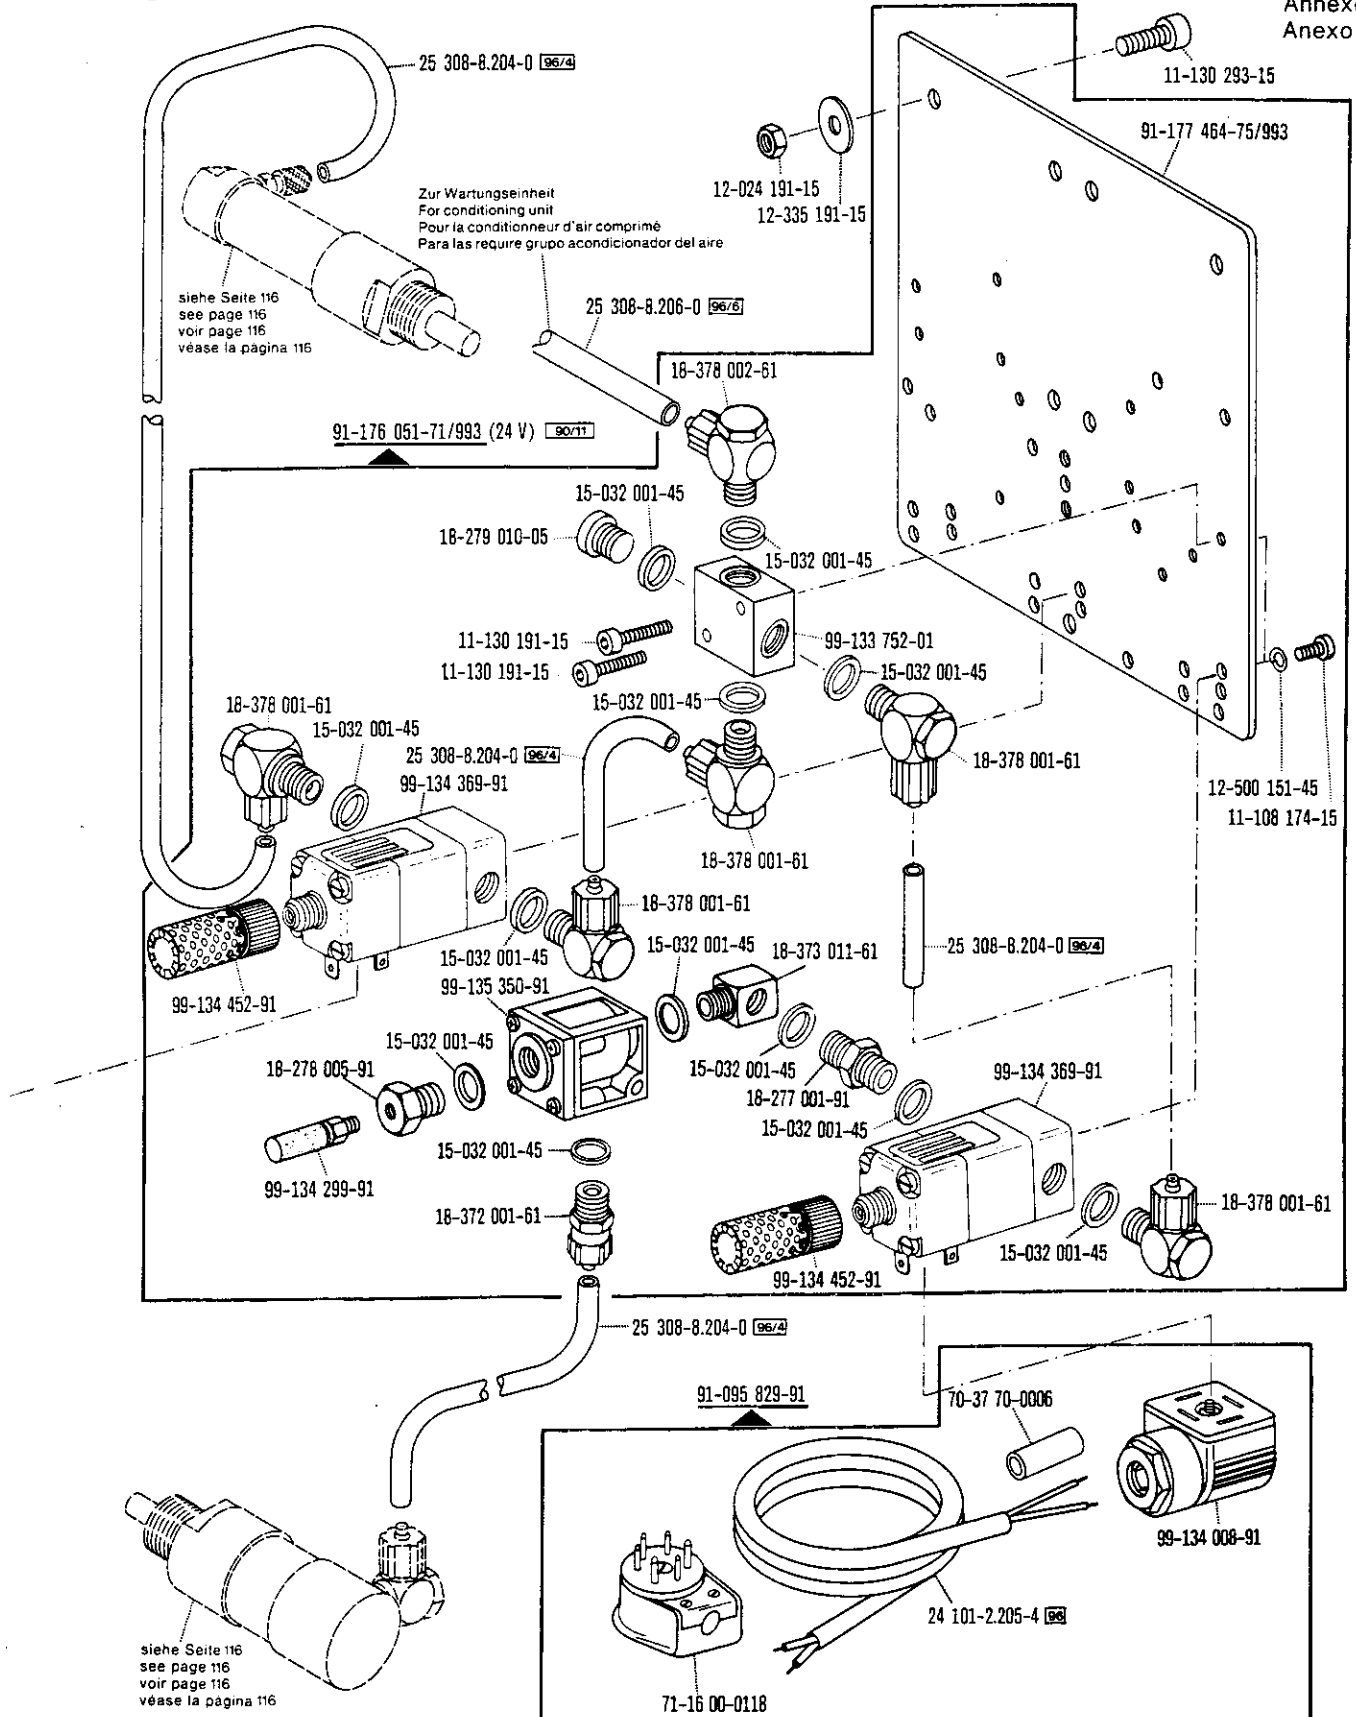 Annex
Anexo
25 308-8.204-0 96/4
11-130 293-15
91-177 464-75/993
12-024 191-15
12-335 191-15
Zur Wartungseinheit
For conditioning unit
Pour la conditionneur d'air comprimé
Para las require grupo acondicionador del aire
siehe Seite 116
see page 116
voir page 116
véase la página 116
25 308-8.206-0 96/6
18-378 002-61
91-176 051-71/993 (24 V) 90/11
15-032 001-45
18-279 010-05
15-032 001-45
11-130 191-15
99-133 752-01
11-130 191-15
15-032 001-45
18-378 001-61
15-032 001-45
15-032 001-45
25 308-8.204-0 96/4
18-378 001-61
99-134 369-91
12-500 151-45
11-108 174-15
18-378 001-61
18-378 001-61
15-032 001-45
15-032 001-45
18-373 011-61
25 308-8.204-0 96/4
99-135 350-91
99-134 452-91
15-032 001-45
18-278 005-91
15-032 001-45
18-277 001-91
99-134 369-91
15-032 001-45
15-032 001-45
99-134 299-91
18-372 001-61
18-378 001-61
15-032 001-45
99-134 452-91
25 308-8.204-0 96/4
91-095 829-91
70-37 70-0006
99-134 008-91
24 101-2.205-4 96
siehe Seite 116
see page 116
voir page 116
véase la página 116
71-16 00-0118